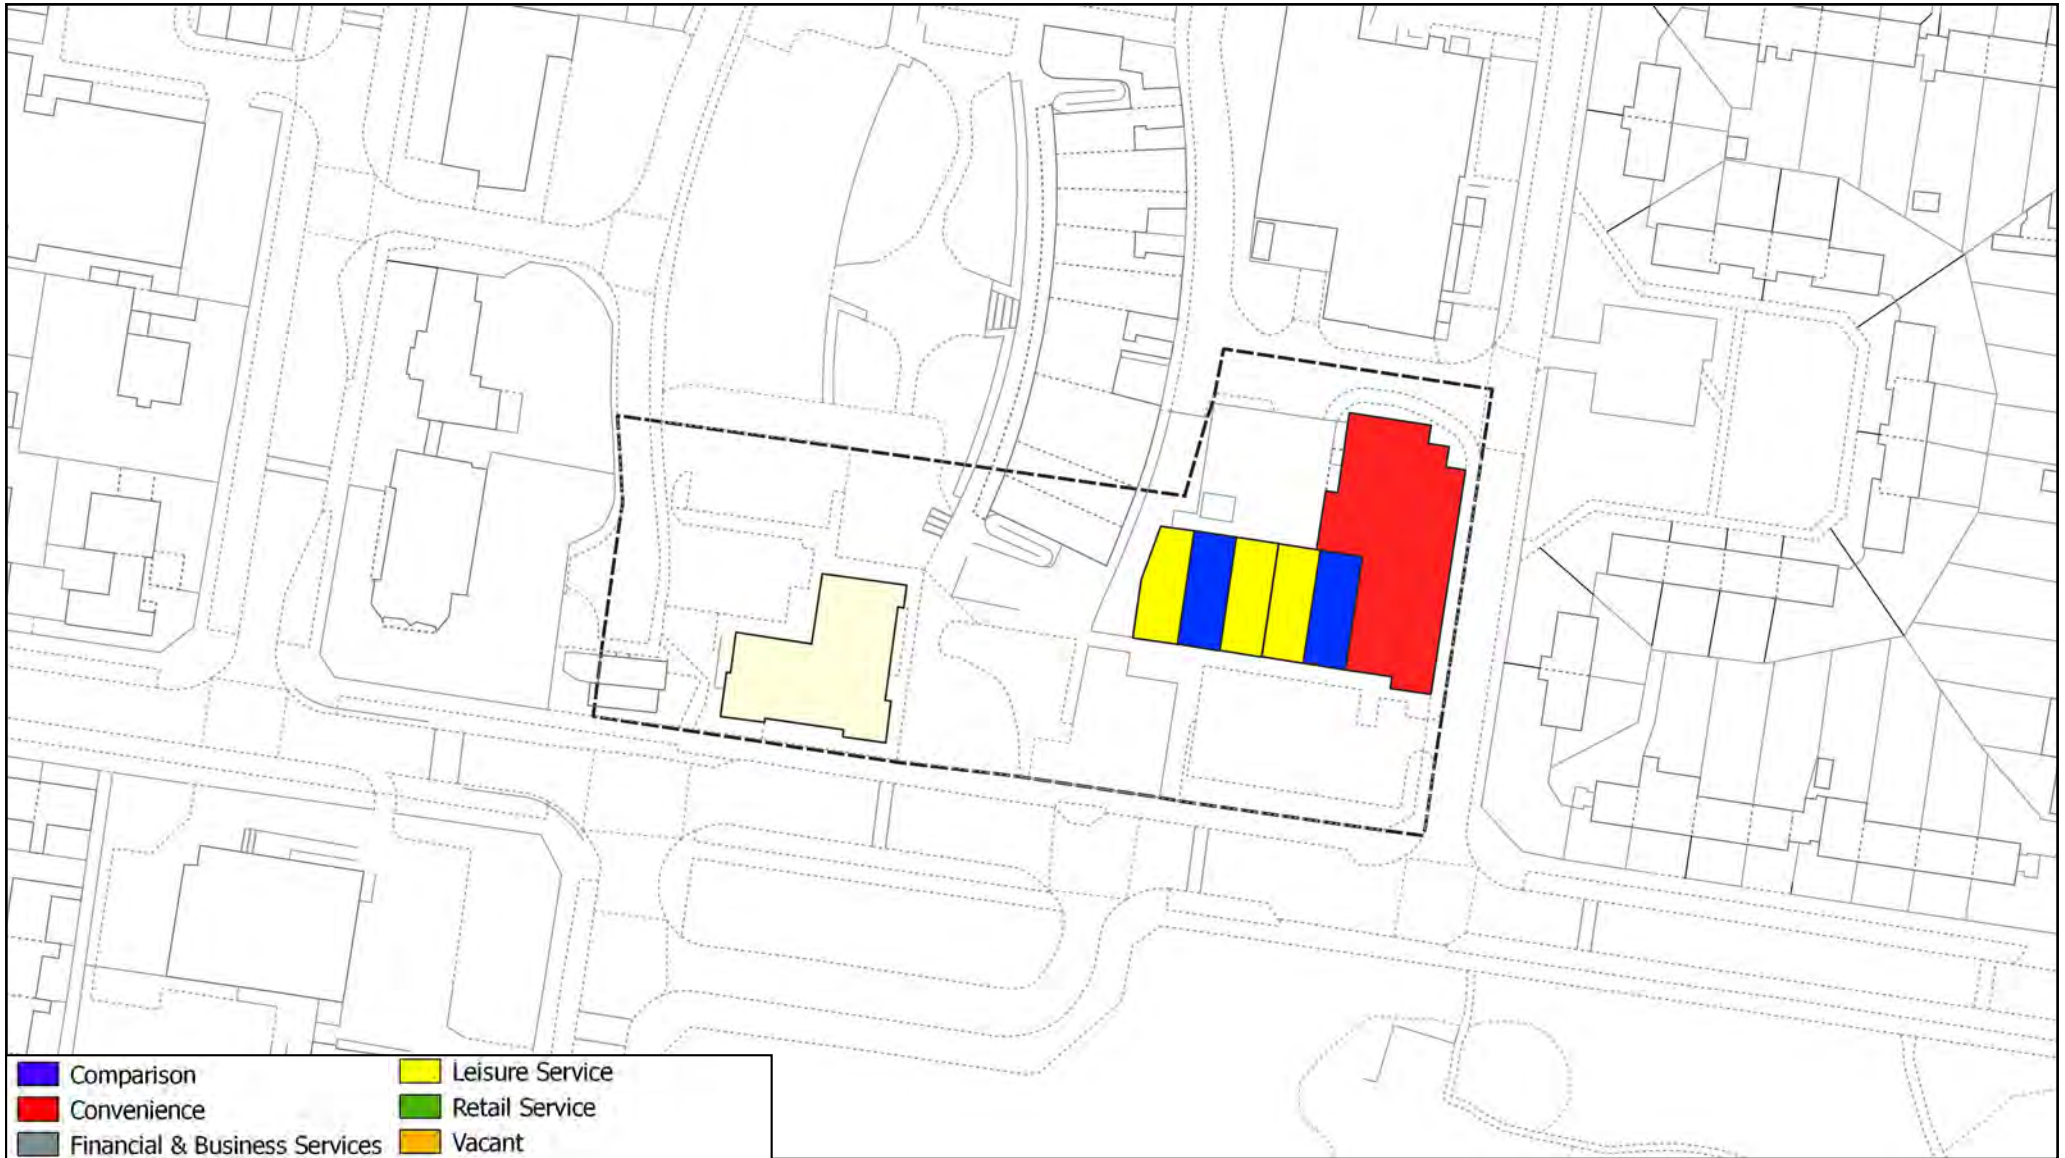 Comparison
Convenience
Financial & Business Services
Leisure Service
Retail Service
Vacant